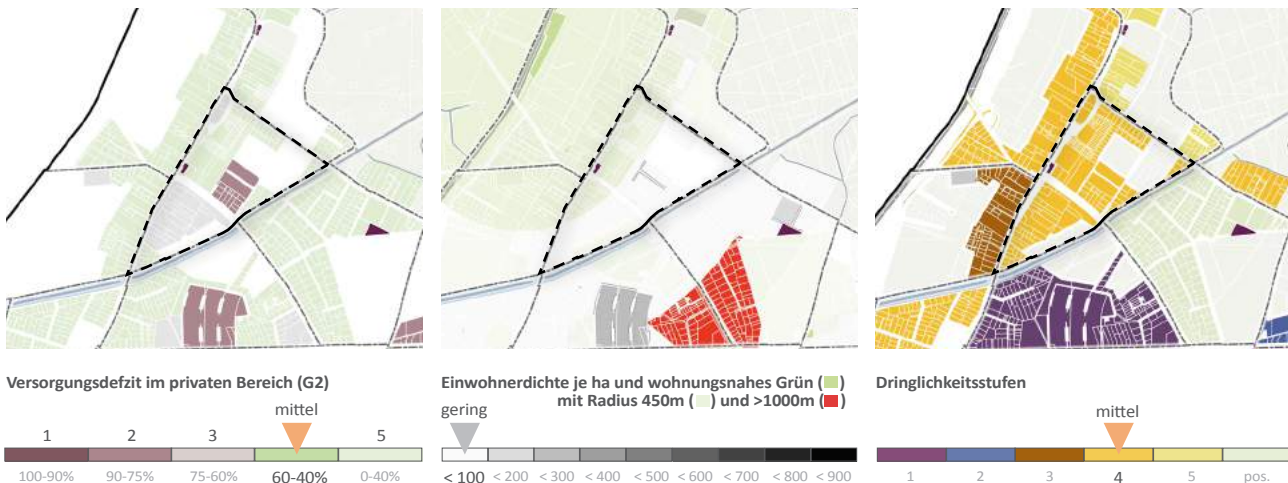 Versorgungsdefzit im privaten Bereich (G2)
mittel
1 2 3 5
100-90% 90-75% 75-60% 60-40% 0-40%
Einwohnerdichte je ha und wohnungsnahes Grün ( )
mit Radius 450m ( ) und >1000m ( )
gering
< 100 < 200 < 300 < 400 < 500 < 600 < 700 < 800 < 900
Dringlichkeitsstufen
mittel
1 2 3 4 5 pos.